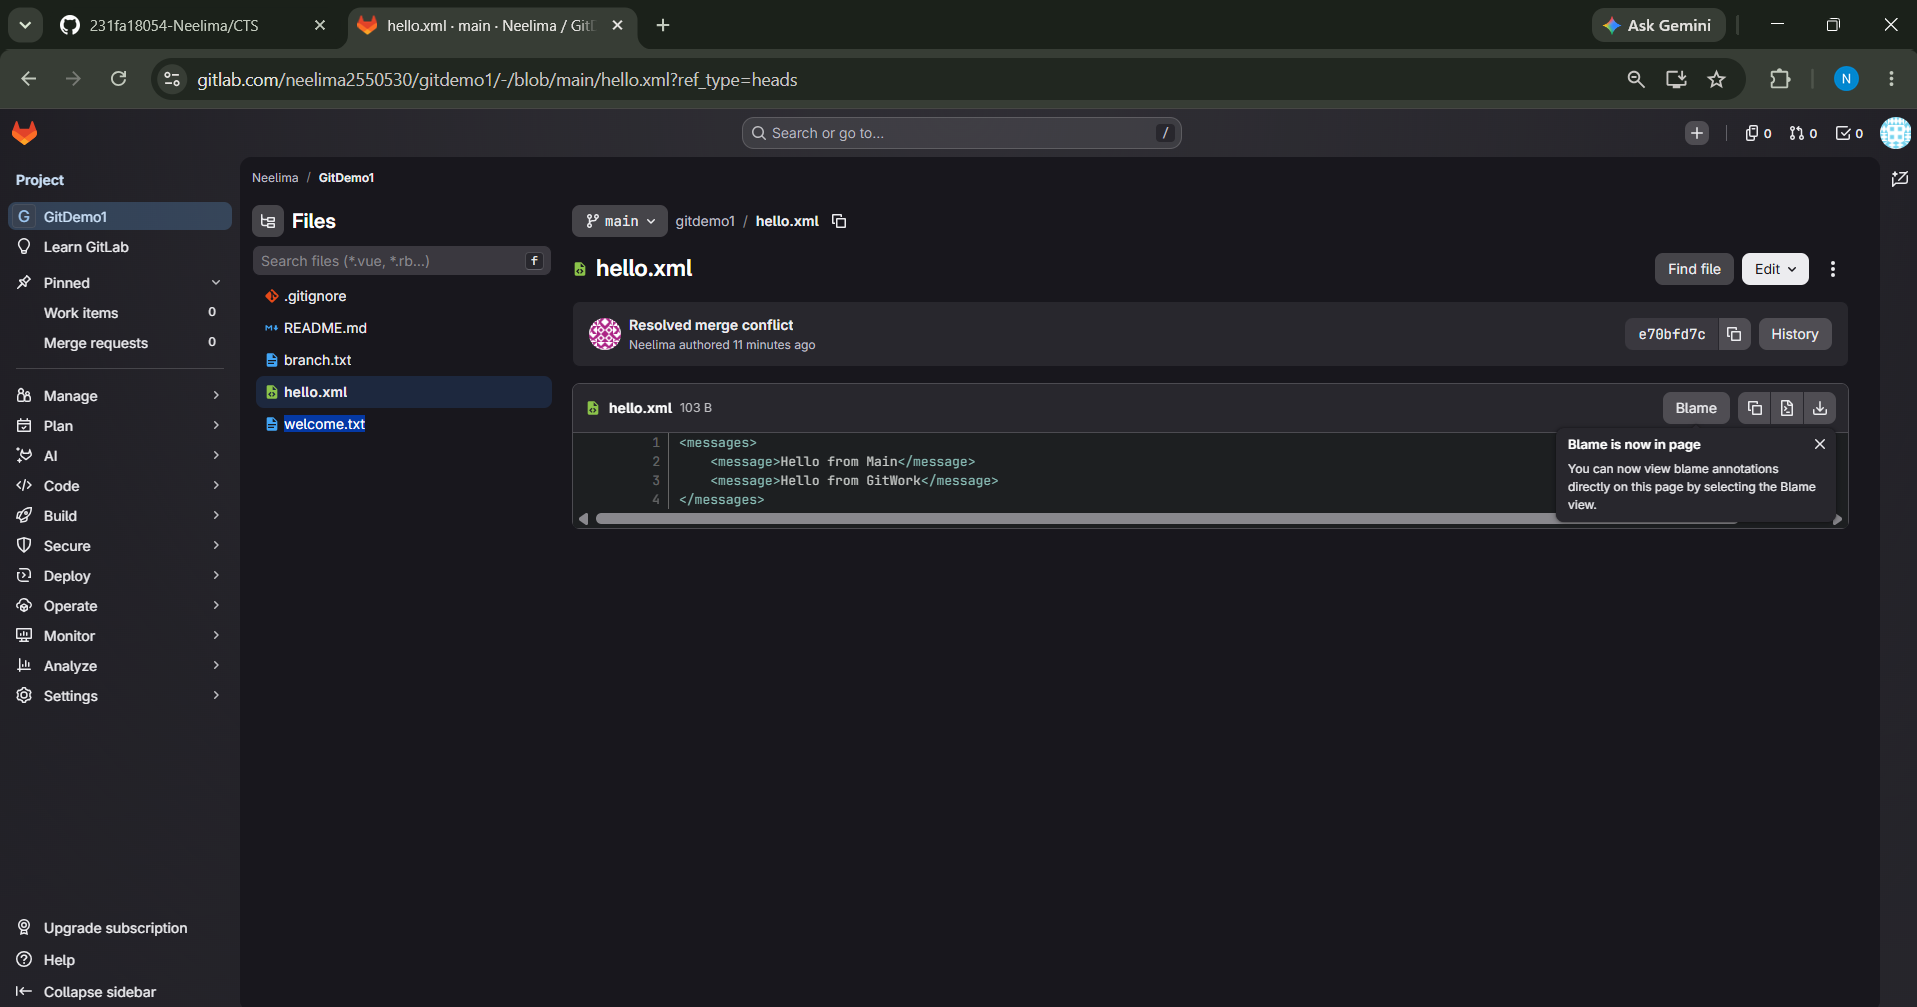 231fa18054-Neelima/CTS
hello.xml · main · Neelima / Git
Ask Gemini
gitlab.com/neelima2550530/gitdemo1/-/blob/main/hello.xml?ref_type=heads
N
Search or go to...
/
0
0
0
Project
G GitDemo1
Learn GitLab
Pinned
Work items 0
Merge requests 0
Manage
Plan
AI
Code
Build
Secure
Deploy
Operate
Monitor
Analyze
Settings
Upgrade subscription
Help
Collapse sidebar
Neelima / GitDemo1
Files
Search files (*.vue, *.rb...) f
.gitignore
README.md
branch.txt
hello.xml
welcome.txt
main gitdemo1 / hello.xml
hello.xml
Find file Edit
Resolved merge conflict
Neelima authored 11 minutes ago
e70bfd7c History
hello.xml 103 B
Blame
1 <messages>
2     <message>Hello from Main</message>
3     <message>Hello from GitWork</message>
4 </messages>
Blame is now in page
You can now view blame annotations
directly on this page by selecting the Blame
view.